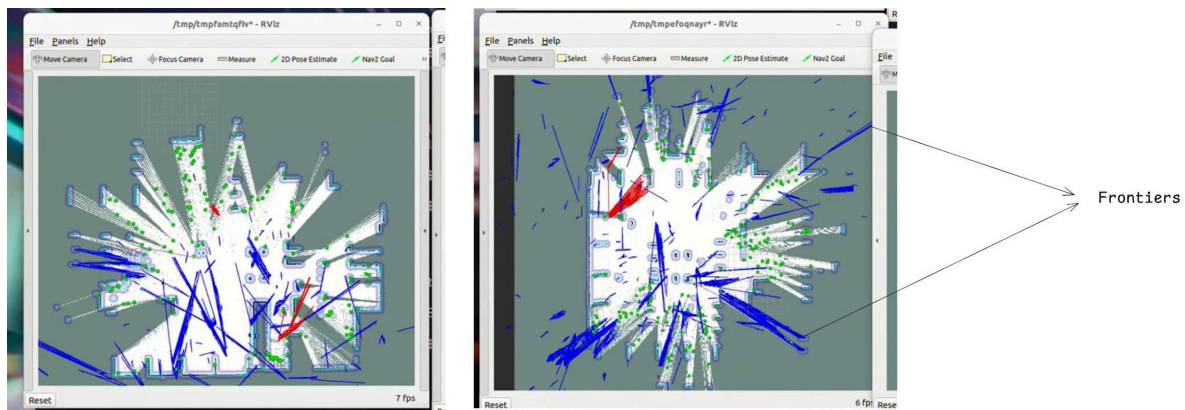 /tmp/tmpfamtqflv* - RViz
File Panels Help
Move Camera Select Focus Camera Measure 2D Pose Estimate Nav2 Goal
Reset
7 fps
/tmp/tmpefoqnayr* - RViz
File Panels Help
Move Camera Select Focus Camera Measure 2D Pose Estimate Nav2 Goal
Reset
6 fp
File
Rese
Frontiers